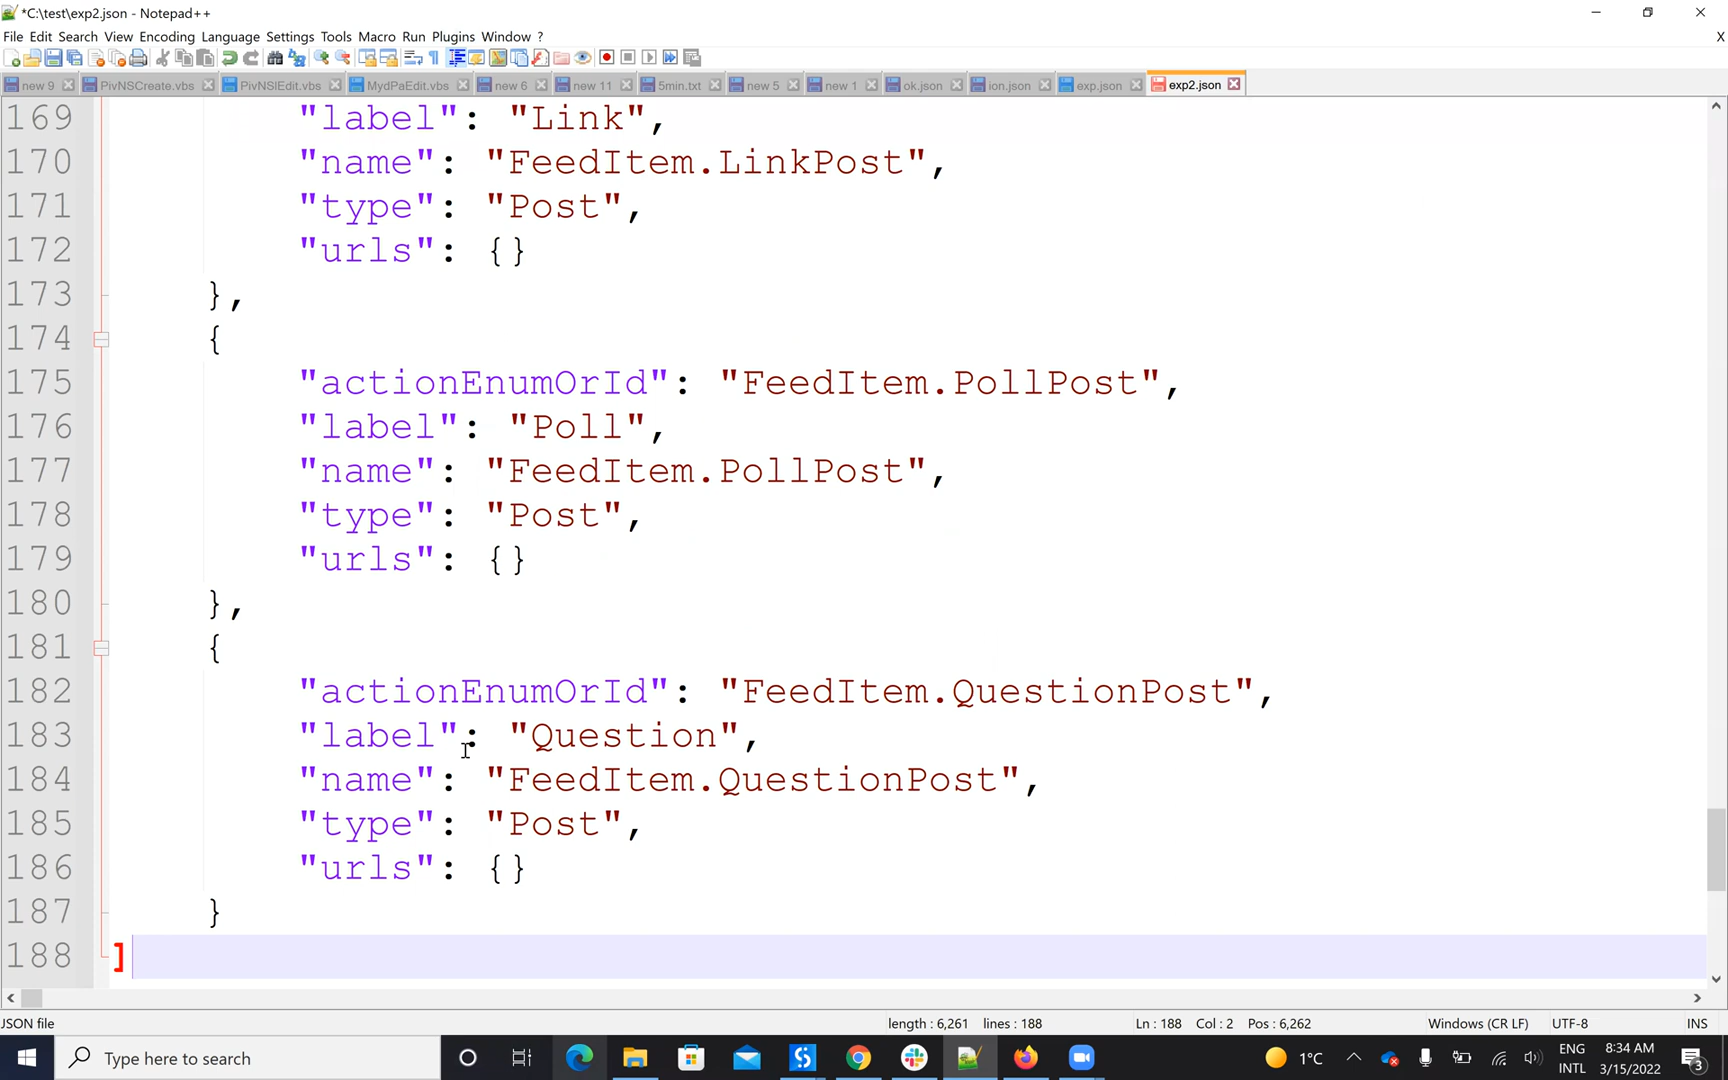 *C:\test\exp2.json - Notepad++
File Edit Search View Encoding Language Settings Tools Macro Run Plugins Window ? X
new 9 PivNSCreate.vbs PivNSIEdit.vbs MydPaEdit.vbs new 6 new 11 5min.txt new 5 new 1 ok.json ion.json exp.json exp2.json
169 "label": "Link",
170 "name": "FeedItem.LinkPost",
171 "type": "Post",
172 "urls": {}
173 },
174 {
175 "actionEnumOrId": "FeedItem.PollPost",
176 "label": "Poll",
177 "name": "FeedItem.PollPost",
178 "type": "Post",
179 "urls": {}
180 },
181 {
182 "actionEnumOrId": "FeedItem.QuestionPost",
183 "label": "Question",
184 "name": "FeedItem.QuestionPost",
185 "type": "Post",
186 "urls": {}
187 }
188 ]
JSON file length : 6,261 lines : 188 Ln : 188 Col : 2 Pos : 6,262 Windows (CR LF) UTF-8 INS
Type here to search 1°C ENG 8:34 AM
INTL 3/15/2022 3